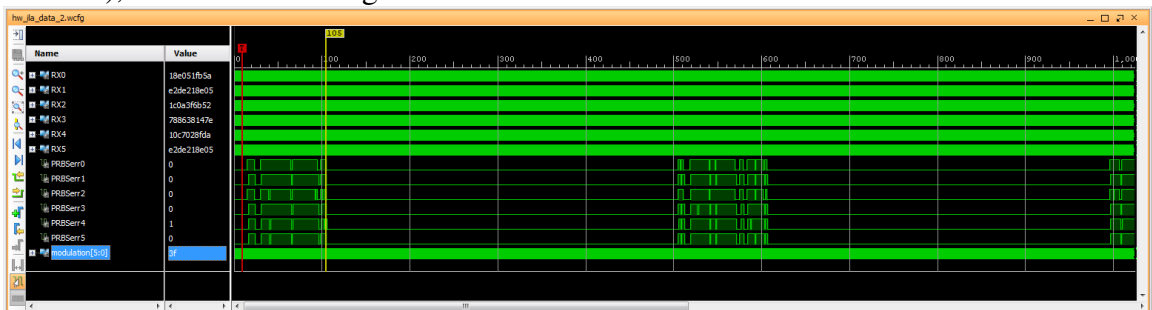 hw_ila_data_2.wcfg
105
Name Value
0 100 200 300 400 500 600 700 800 900 1,00
RX0 18e051fb5a
RX1 e2de218e05
RX2 1c0a3f6b52
RX3 788638147e
RX4 10c7028fda
RX5 e2de218e05
PRBSerr0 0
PRBSerr1 0
PRBSerr2 0
PRBSerr3 0
PRBSerr4 1
PRBSerr5 0
modulation[5:0] 3f